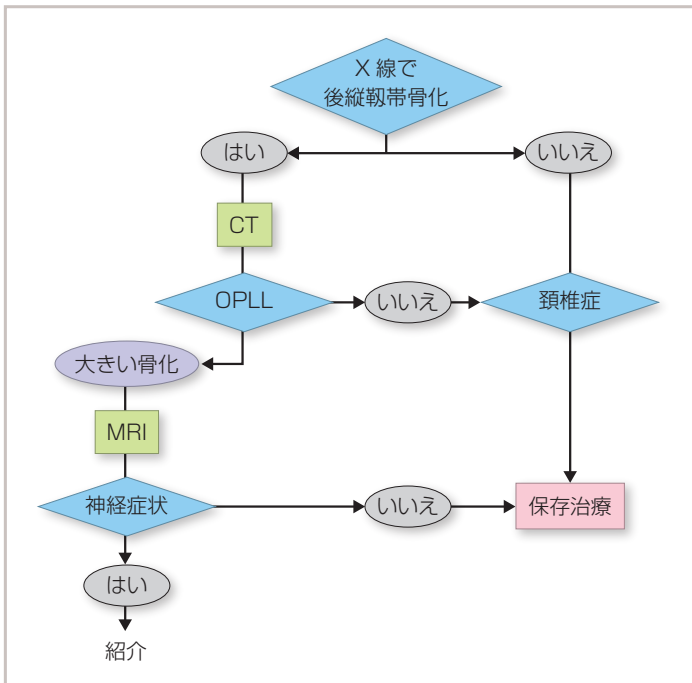 X 線で
後縦靱帯骨化
はい
いいえ
CT
OPLL
いいえ
頚椎症
大きい骨化
MRI
神経症状
いいえ
保存治療
はい
紹介